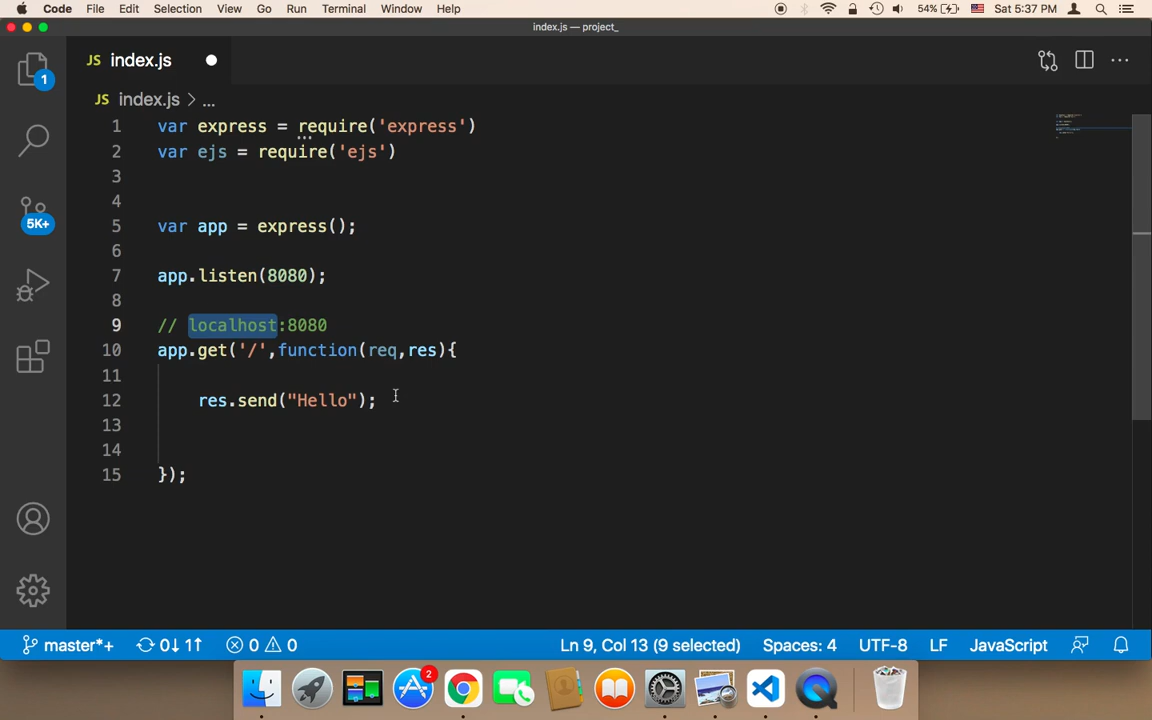 Code File Edit Selection View Go Run Terminal Window Help 54% Sat 5:37 PM
index.js — project_
1
JS index.js
JS index.js > ...
5K+
1 var express = require('express')
2 var ejs = require('ejs')
3
4
5 var app = express();
6
7 app.listen(8080);
8
9 // localhost:8080
10 app.get('/',function(req,res){
11
12 res.send("Hello");
13
14
15 });
master*+ 0↓ 1↑ 0 0 Ln 9, Col 13 (9 selected) Spaces: 4 UTF-8 LF JavaScript
2